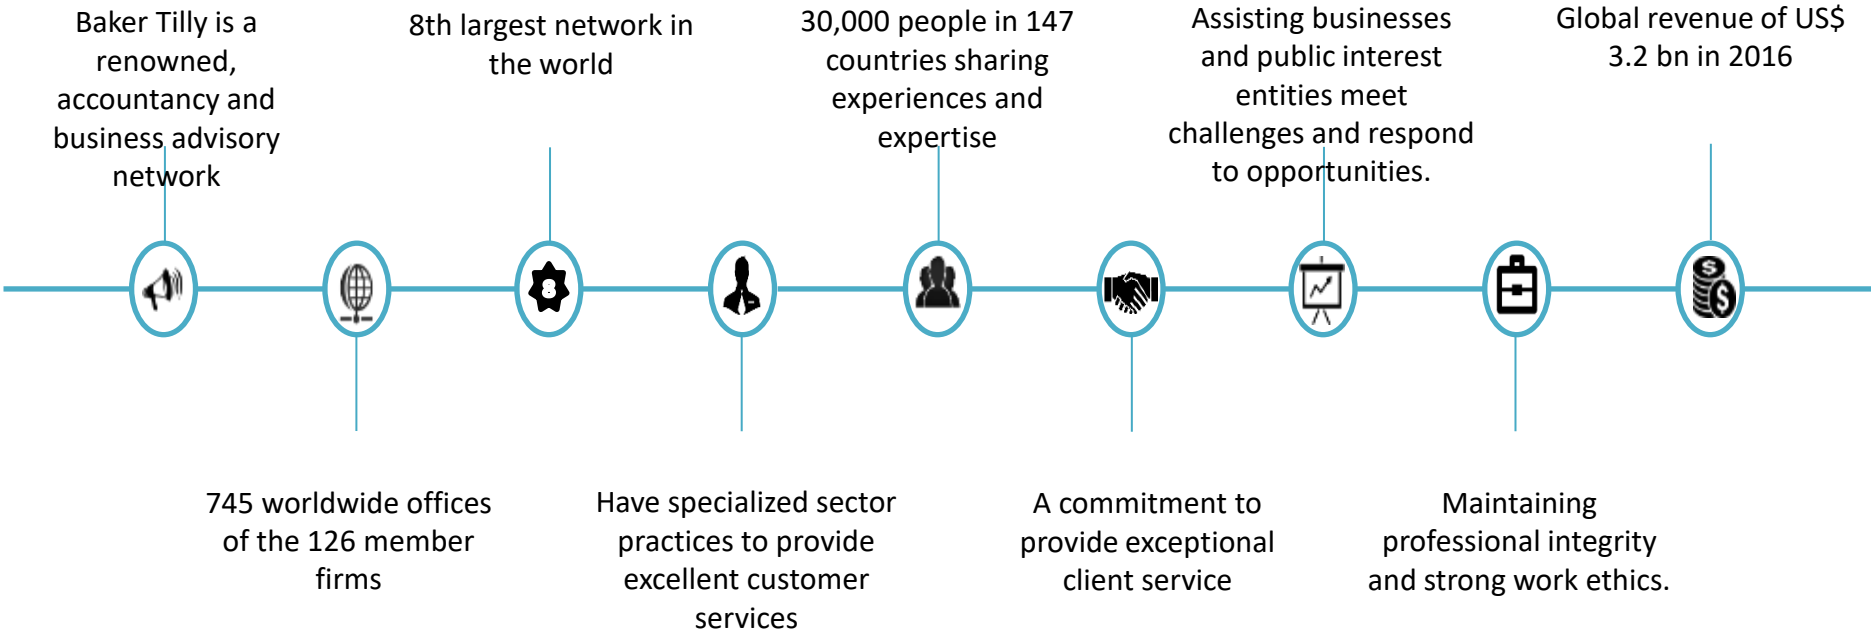 Baker Tilly is a
renowned,
accountancy and
business advisory
network
8th largest network in
the world
30,000 people in 147
countries sharing
experiences and
expertise
Assisting businesses
and public interest
entities meet
challenges and respond
to opportunities.
Global revenue of US$
3.2 bn in 2016
8
745 worldwide offices
of the 126 member
firms
Have specialized sector
practices to provide
excellent customer
services
A commitment to
provide exceptional
client service
Maintaining
professional integrity
and strong work ethics.